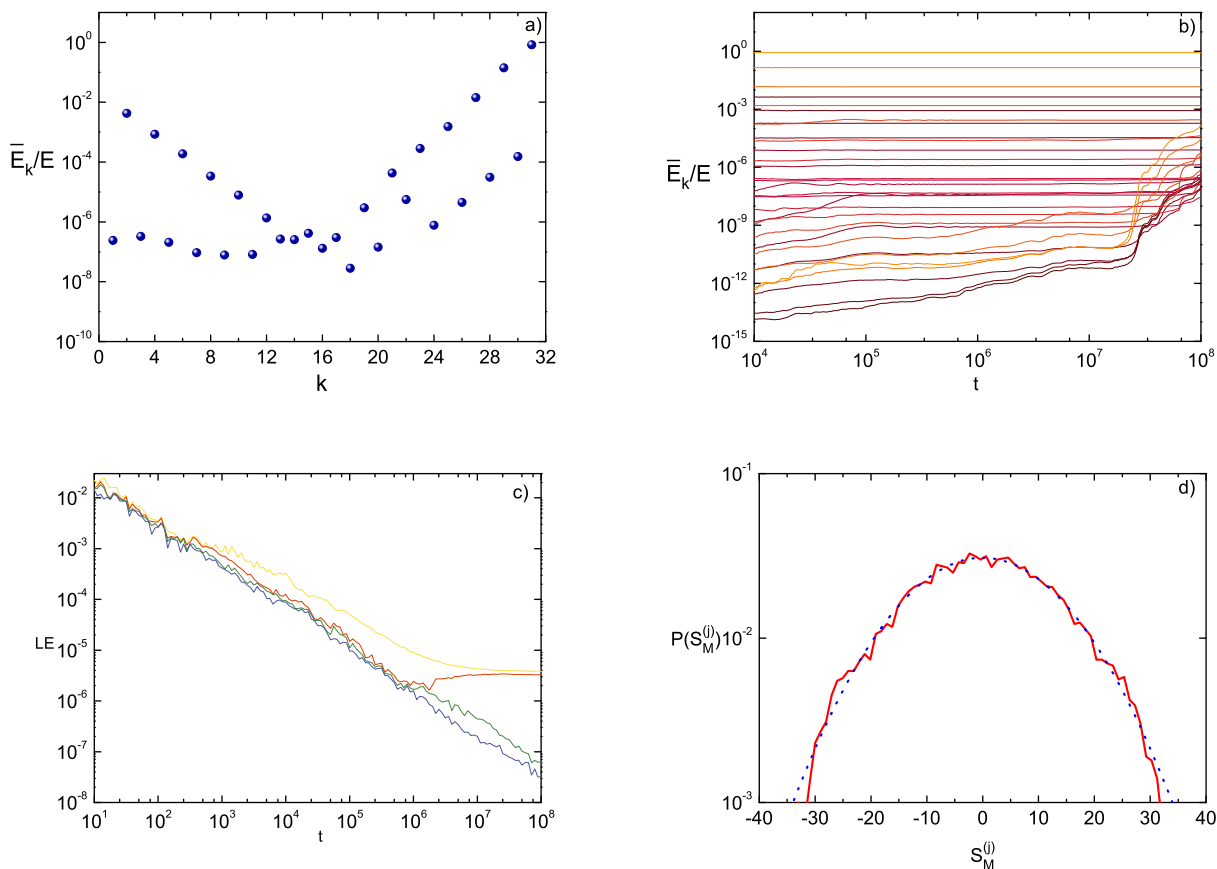 a)
10^0
10^-2
10^-4
10^-6
10^-8
10^-10
E̅_k/E
0 4 8 12 16 20 24 28 32
k
b)
10^0
10^-3
10^-6
10^-9
10^-12
10^-15
E̅_k/E
10^4 10^5 10^6 10^7 10^8
t
c)
10^-2
10^-3
10^-4
10^-5
10^-6
10^-7
10^-8
LE
10^1 10^2 10^3 10^4 10^5 10^6 10^7 10^8
t
d)
10^-1
P(S_M^(j)) 10^-2
10^-3
-40 -30 -20 -10 0 10 20 30 40
S_M^(j)